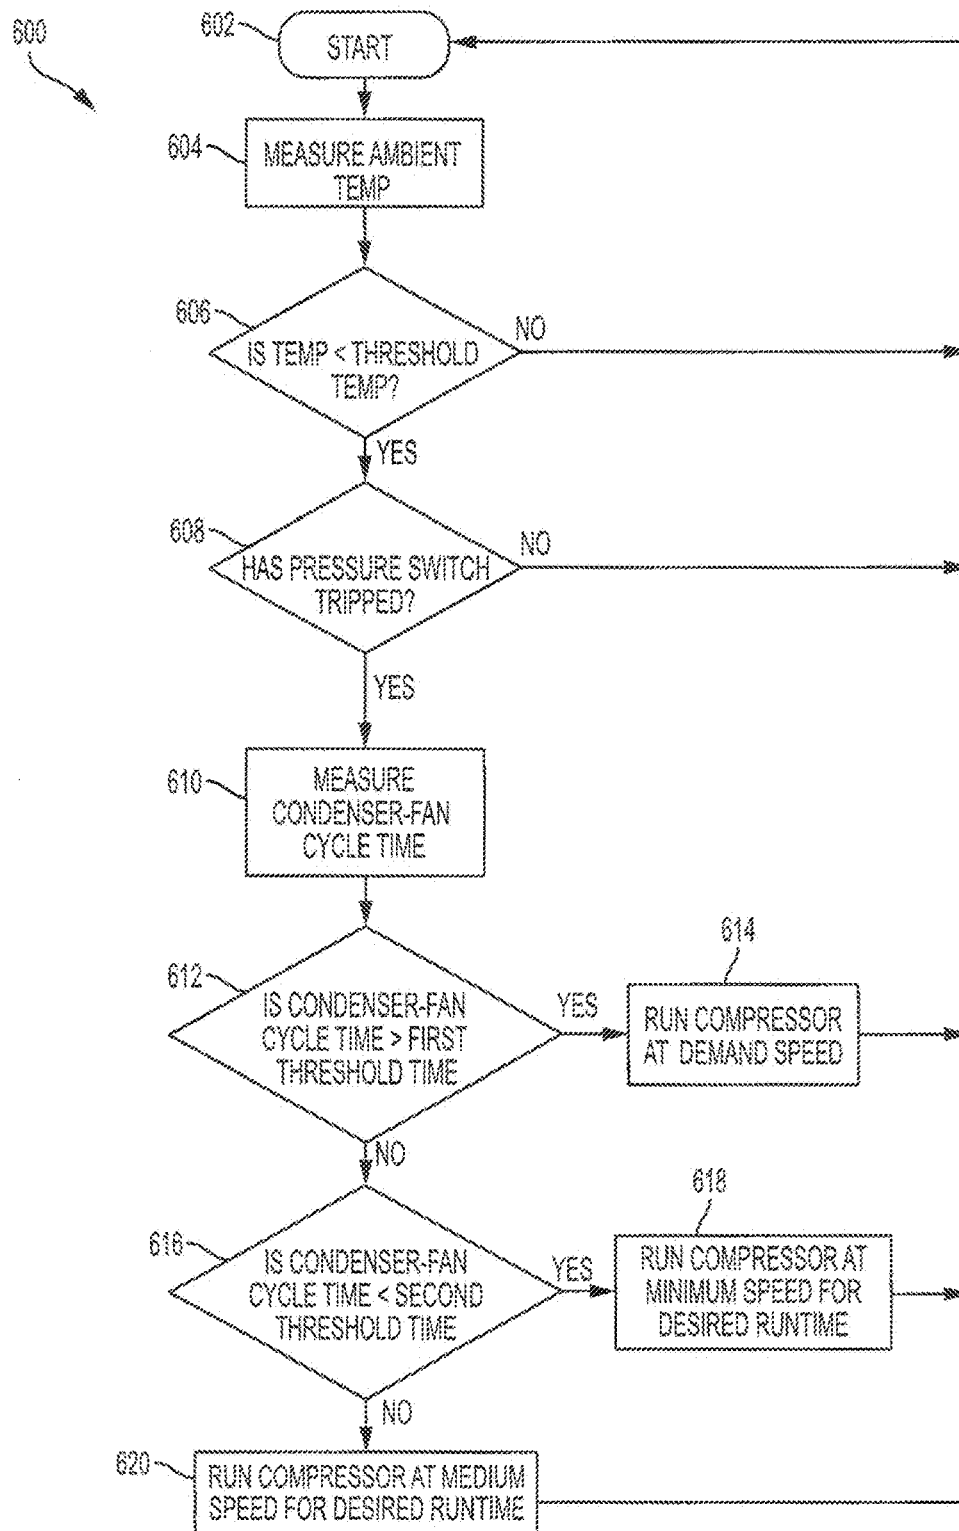 600
602
START
604
MEASURE AMBIENT
TEMP
606
IS TEMP < THRESHOLD
TEMP?
NO
YES
608
HAS PRESSURE SWITCH
TRIPPED?
NO
YES
610
MEASURE
CONDENSER-FAN
CYCLE TIME
612
IS CONDENSER-FAN
CYCLE TIME > FIRST
THRESHOLD TIME
YES
614
RUN COMPRESSOR
AT DEMAND SPEED
NO
616
IS CONDENSER-FAN
CYCLE TIME < SECOND
THRESHOLD TIME
YES
618
RUN COMPRESSOR AT
MINIMUM SPEED FOR
DESIRED RUNTIME
NO
620
RUN COMPRESSOR AT MEDIUM
SPEED FOR DESIRED RUNTIME